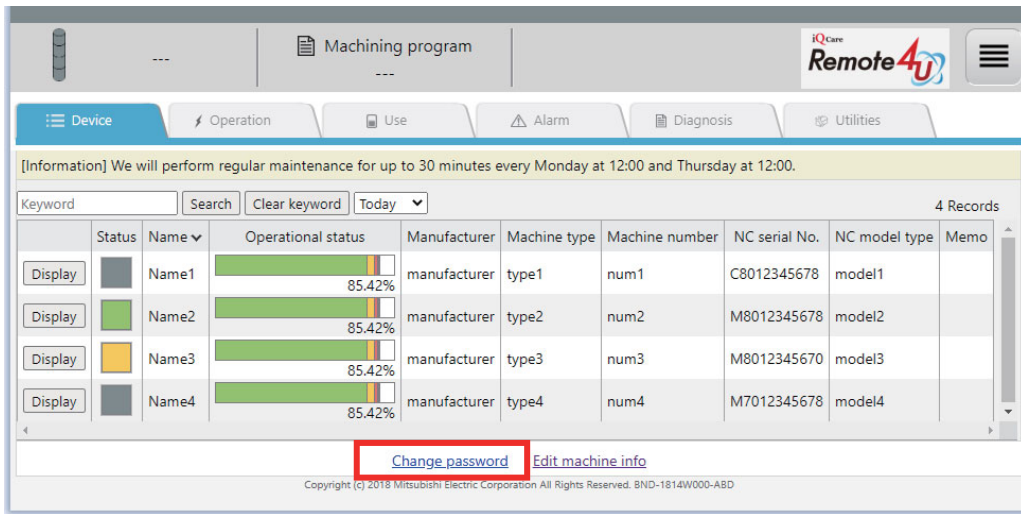 --- Machining program iQ Care
--- Remote4U
Device Operation Use Alarm Diagnosis Utilities
[Information] We will perform regular maintenance for up to 30 minutes every Monday at 12:00 and Thursday at 12:00.
Keyword Search Clear keyword Today 4 Records
Status Name Operational status Manufacturer Machine type Machine number NC serial No. NC model type Memo
Display Name1 85.42% manufacturer type1 num1 C8012345678 model1
Display Name2 85.42% manufacturer type2 num2 M8012345678 model2
Display Name3 85.42% manufacturer type3 num3 M8012345670 model3
Display Name4 85.42% manufacturer type4 num4 M7012345678 model4
Change password Edit machine info
Copyright (c) 2018 Mitsubishi Electric Corporation All Rights Reserved. BND-1814W000-ABD